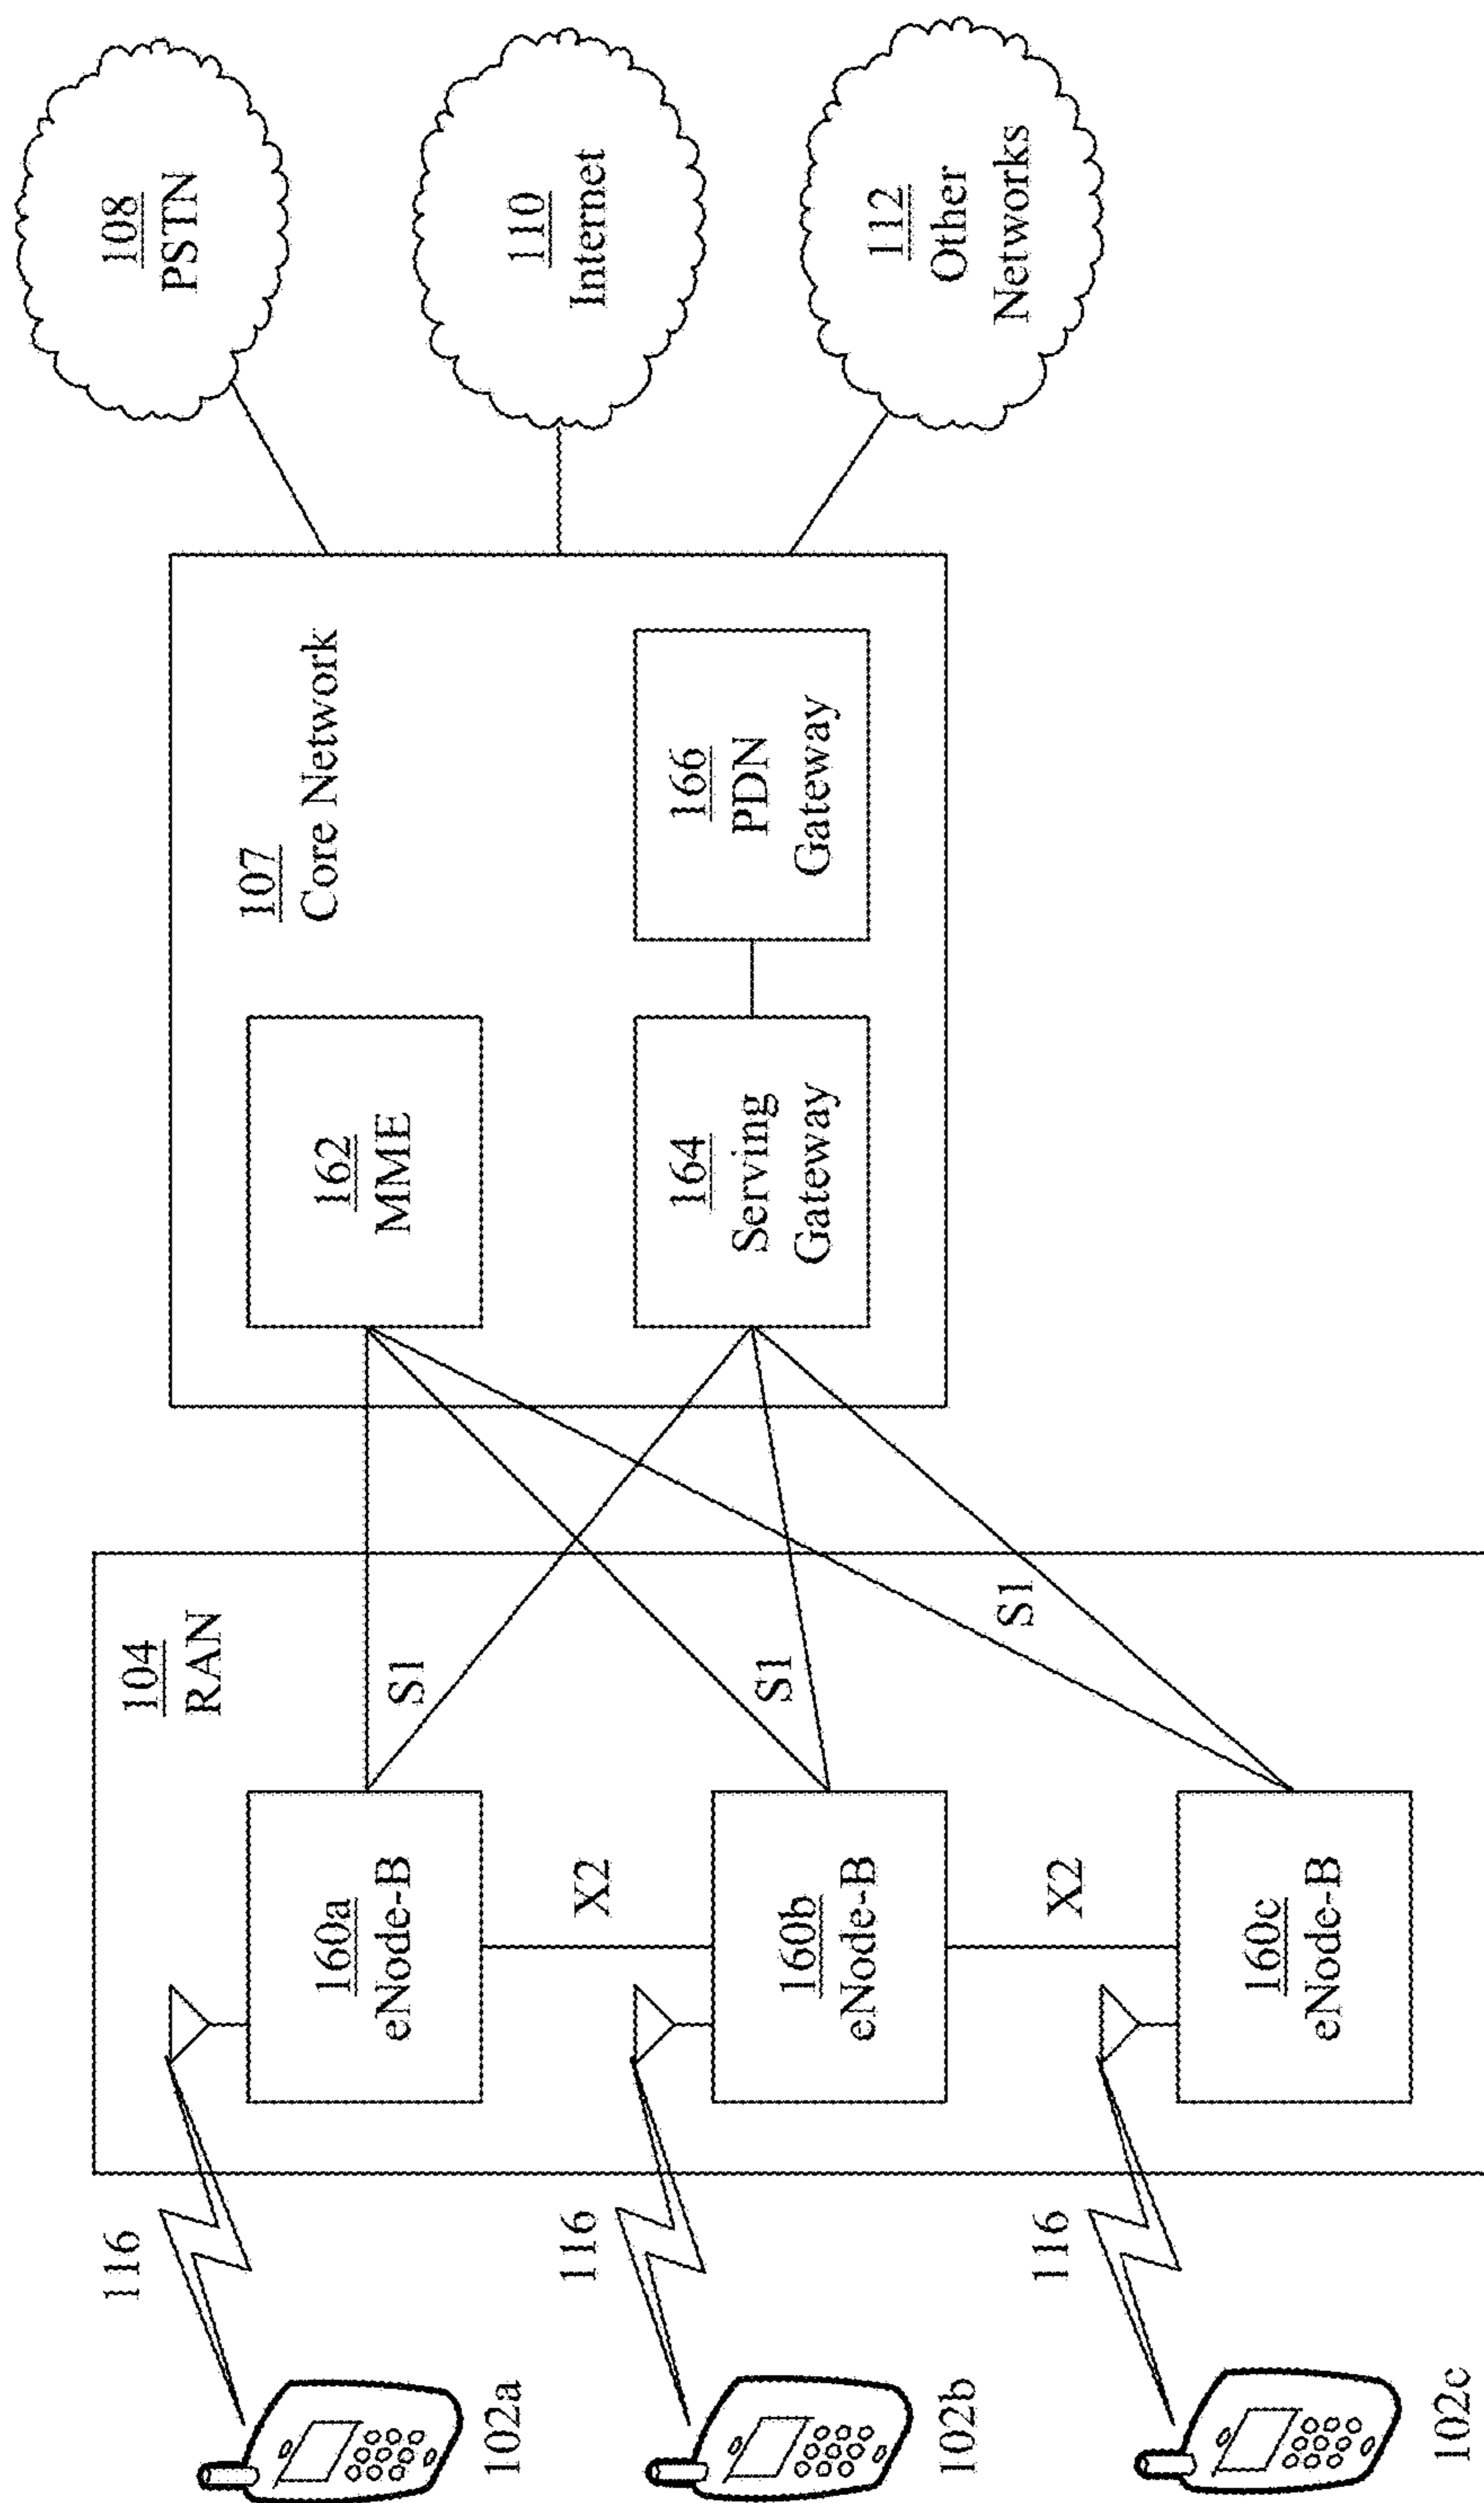 102a
102b
102c
116
116
116
104
RAN
160a
eNode-B
X2
160b
eNode-B
X2
160c
eNode-B
S1
S1
S1
107
Core Network
162
MME
164
Serving
Gateway
166
PDN
Gateway
108
PSTN
110
Internet
112
Other
Networks